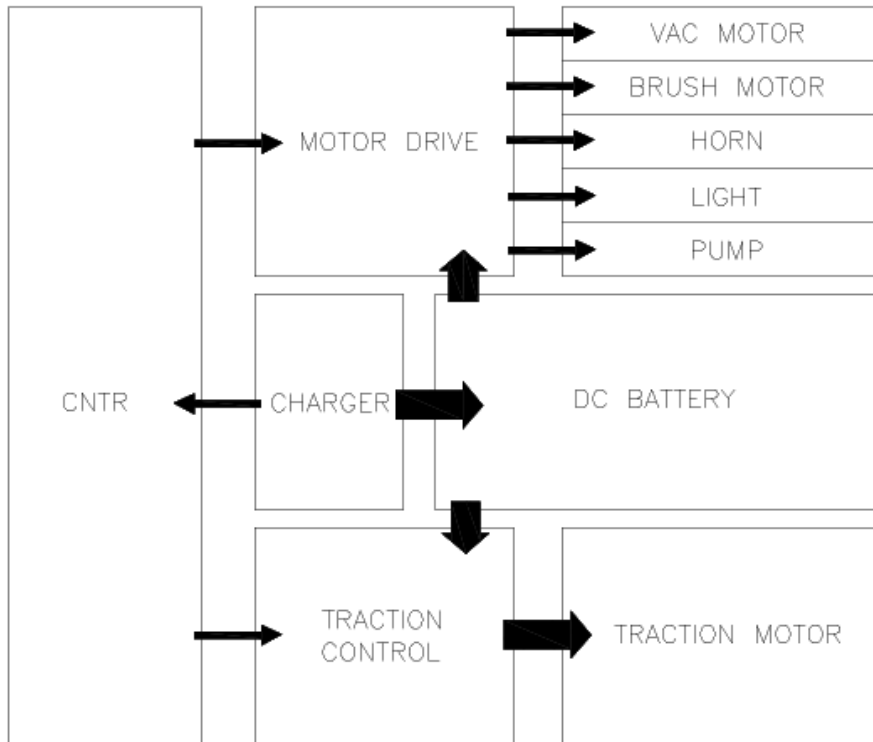 VAC MOTOR
BRUSH MOTOR
MOTOR DRIVE
HORN
LIGHT
PUMP
CNTR
CHARGER
DC BATTERY
TRACTION
CONTROL
TRACTION MOTOR